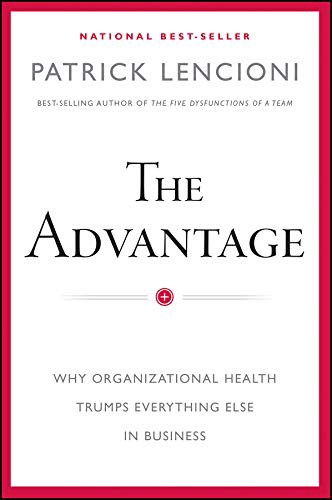 NATIONAL BEST-SELLER
PATRICK LENCIONI
BEST-SELLING AUTHOR OF THE FIVE DYSFUNCTIONS OF A TEAM
THE
ADVANTAGE
WHY ORGANIZATIONAL HEALTH
TRUMPS EVERYTHING ELSE
IN BUSINESS